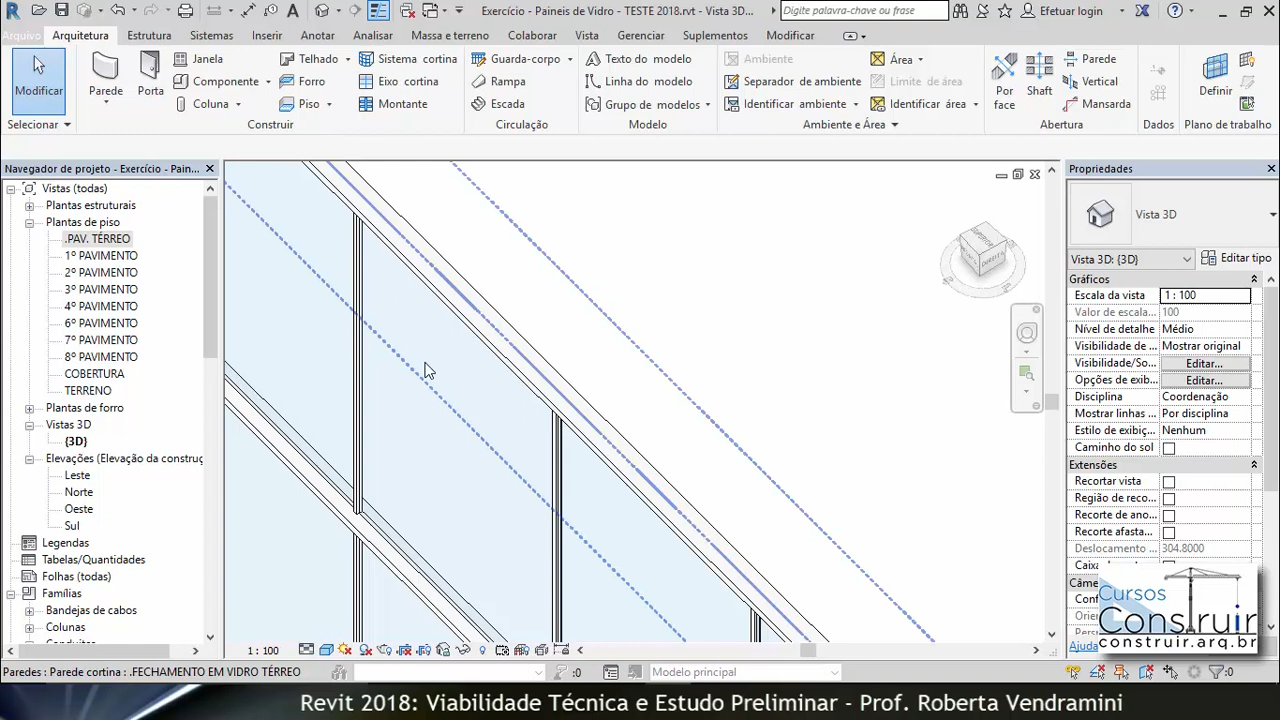 Exercício - Paineis de Vidro - TESTE 2018.rvt - Vista 3D...
Digite palavra-chave ou frase
Efetuar login
Arquivo Arquitetura Estrutura Sistemas Inserir Anotar Analisar Massa e terreno Colaborar Vista Gerenciar Suplementos Modificar
Modificar
Parede
Porta
Janela
Componente
Coluna
Telhado
Forro
Piso
Sistema cortina
Eixo cortina
Montante
Guarda-corpo
Rampa
Escada
Texto do modelo
Linha do modelo
Grupo de modelos
Ambiente
Separador de ambiente
Identificar ambiente
Área
Limite de área
Identificar área
Por face
Shaft
Parede
Vertical
Mansarda
Definir
Selecionar
Construir
Circulação
Modelo
Ambiente e Área
Abertura
Dados
Plano de trabalho
Navegador de projeto - Exercício - Pain...
Vistas (todas)
Plantas estruturais
Plantas de piso
.PAV. TÉRREO
1º PAVIMENTO
2º PAVIMENTO
3º PAVIMENTO
4º PAVIMENTO
6º PAVIMENTO
7º PAVIMENTO
8º PAVIMENTO
COBERTURA
TERRENO
Plantas de forro
Vistas 3D
{3D}
Elevações (Elevação da construç
Leste
Norte
Oeste
Sul
Legendas
Tabelas/Quantidades
Folhas (todas)
Famílias
Bandejas de cabos
Colunas
SUPERIOR
DIREITA
Propriedades
Vista 3D
Vista 3D: {3D}
Editar tipo
Gráficos
Escala da vista 1 : 100
Valor de escala... 100
Nível de detalhe Médio
Visibilidade de ... Mostrar original
Visibilidade/So... Editar...
Opções de exib... Editar...
Disciplina Coordenação
Mostrar linhas ... Por disciplina
Estilo de exibiç... Nenhum
Caminho do sol
Extensões
Recortar vista
Região de reco...
Recorte de ano...
Recorte afasta...
Deslocamento ... 304.8000
Ajuda
Cursos
Construir
construir.arq.br
1 : 100
Paredes : Parede cortina : .FECHAMENTO EM VIDRO TÉRREO
:0
Modelo principal
:0
Revit 2018: Viabilidade Técnica e Estudo Preliminar - Prof. Roberta Vendramini